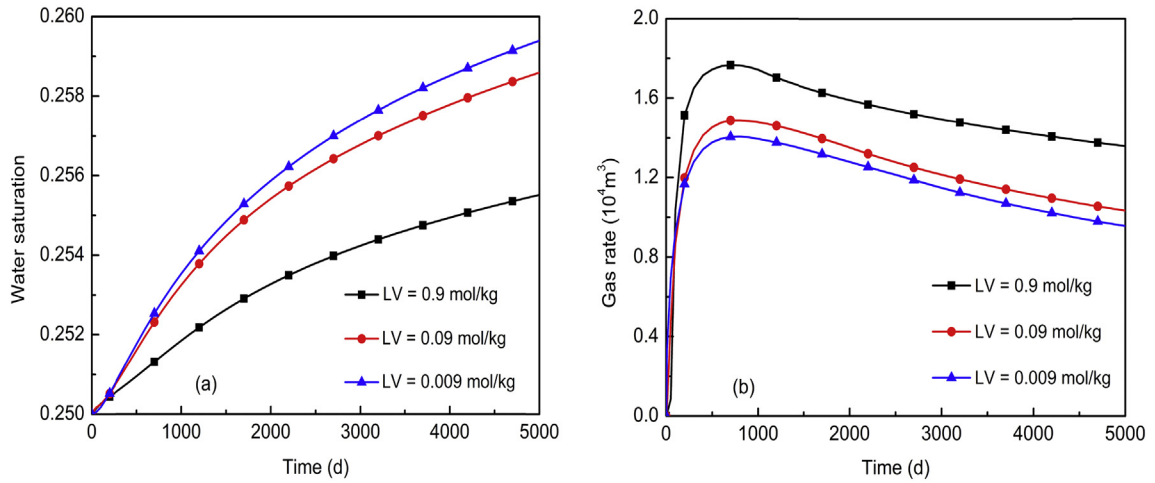 0.260
0.258
0.256
0.254
0.252
0.250
Water saturation
LV = 0.9 mol/kg
LV = 0.09 mol/kg
LV = 0.009 mol/kg
(a)
0 1000 2000 3000 4000 5000
Time (d)
2.0
1.6
1.2
0.8
0.4
0.0
Gas rate (10⁴m³)
LV = 0.9 mol/kg
LV = 0.09 mol/kg
LV = 0.009 mol/kg
(b)
0 1000 2000 3000 4000 5000
Time (d)